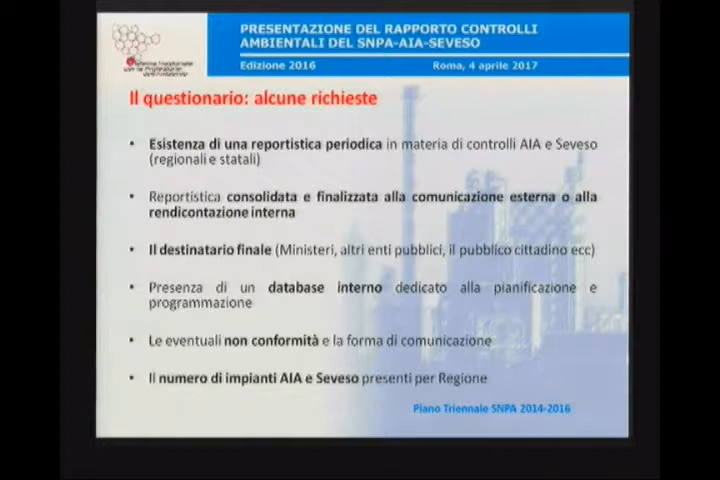 PRESENTAZIONE DEL RAPPORTO CONTROLLI
AMBIENTALI DEL SNPA-AIA-SEVESO
Edizione 2016
Roma, 4 aprile 2017
Il questionario: alcune richieste
• Esistenza di una reportistica periodica in materia di controlli AIA e Seveso
(regionali e statali)
• Reportistica consolidata e finalizzata alla comunicazione esterna o alla
rendicontazione interna
• Il destinatario finale (Ministeri, altri enti pubblici, il pubblico cittadino ecc)
• Presenza di un database interno dedicato alla pianificazione e
programmazione
• Le eventuali non conformità e la forma di comunicazione
• Il numero di impianti AIA e Seveso presenti per Regione
Piano Triennale SNPA 2014-2016